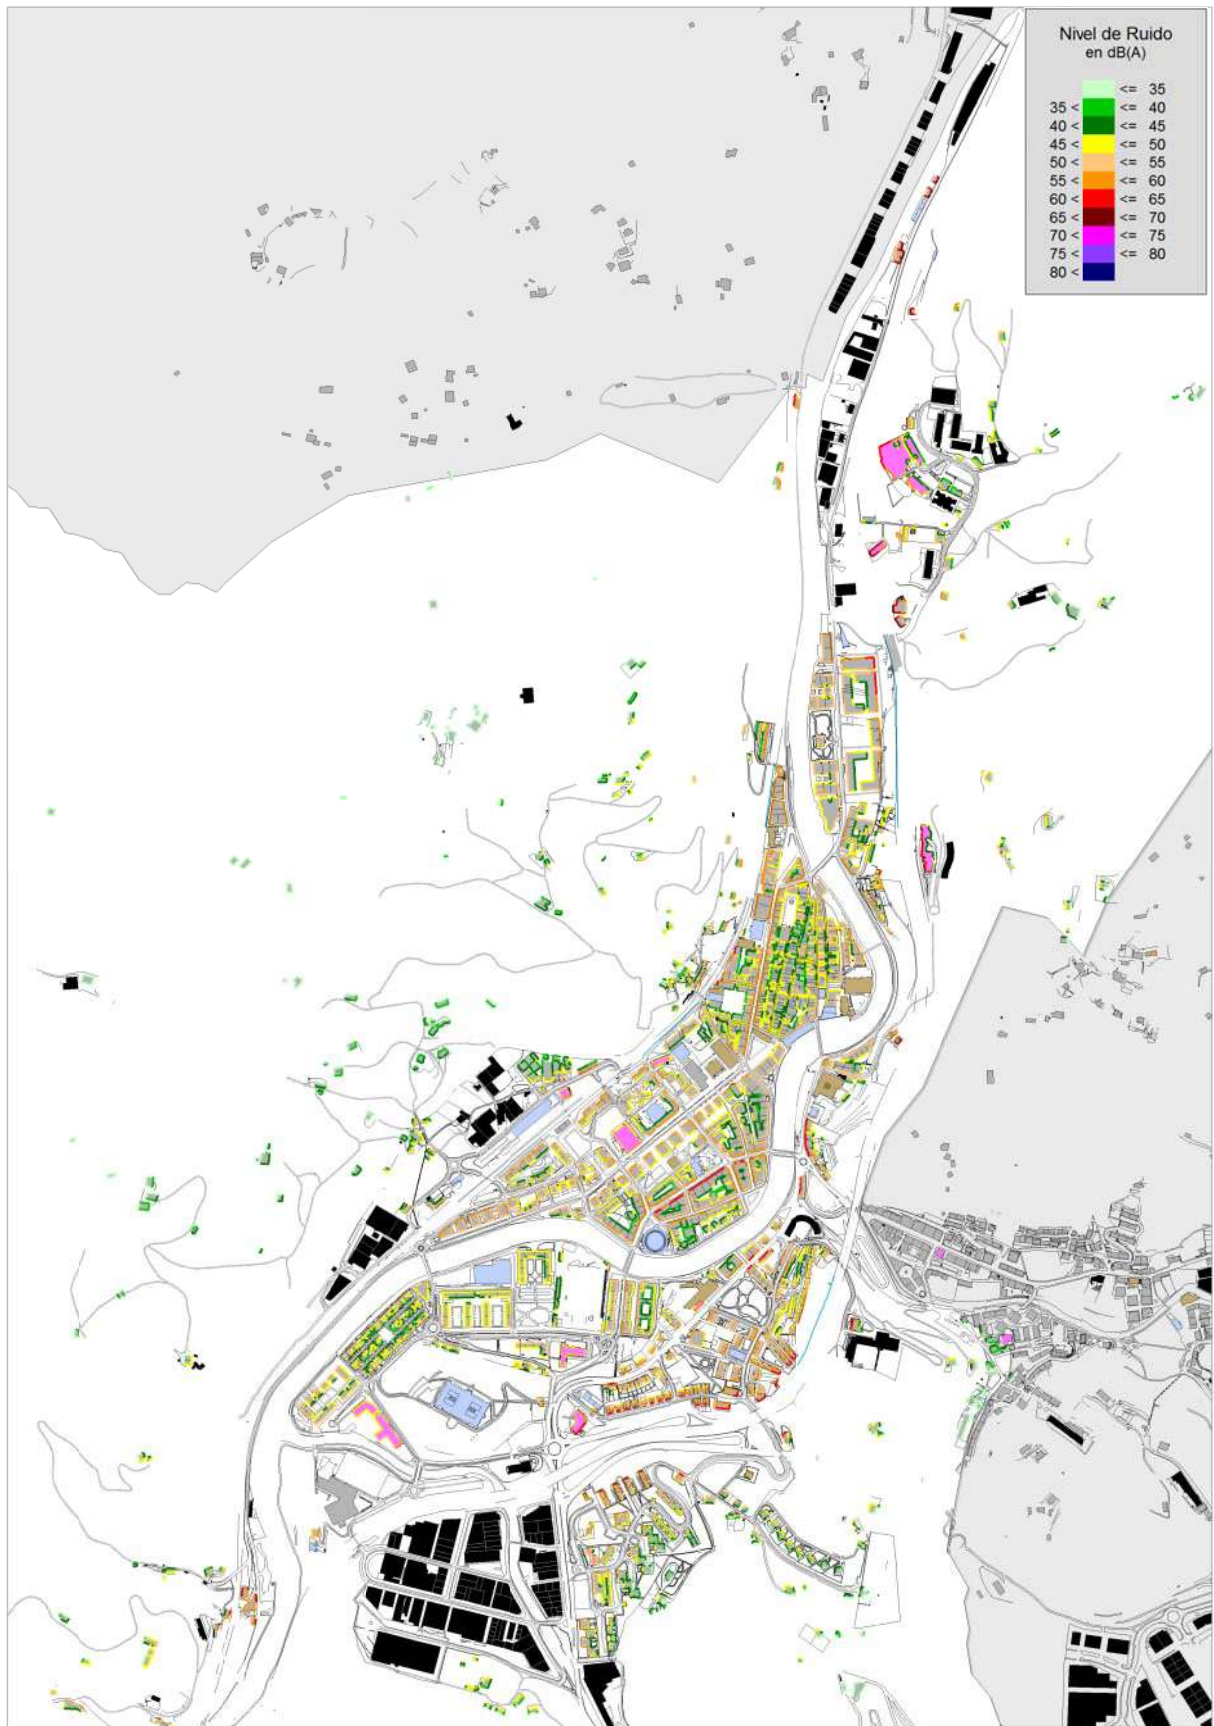 Nivel de Ruido
en dB(A)
<= 35
35 < <= 40
40 < <= 45
45 < <= 50
50 < <= 55
55 < <= 60
60 < <= 65
65 < <= 70
70 < <= 75
75 < <= 80
80 <